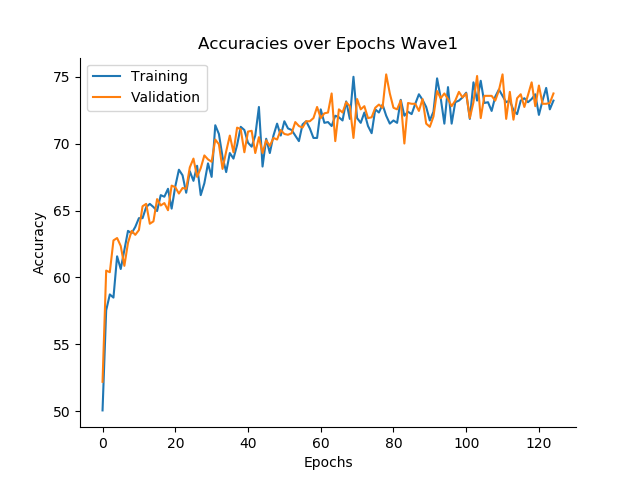 Accuracies over Epochs Wave1
Training
Validation
75
70
65
60
55
50
Accuracy
0 20 40 60 80 100 120
Epochs